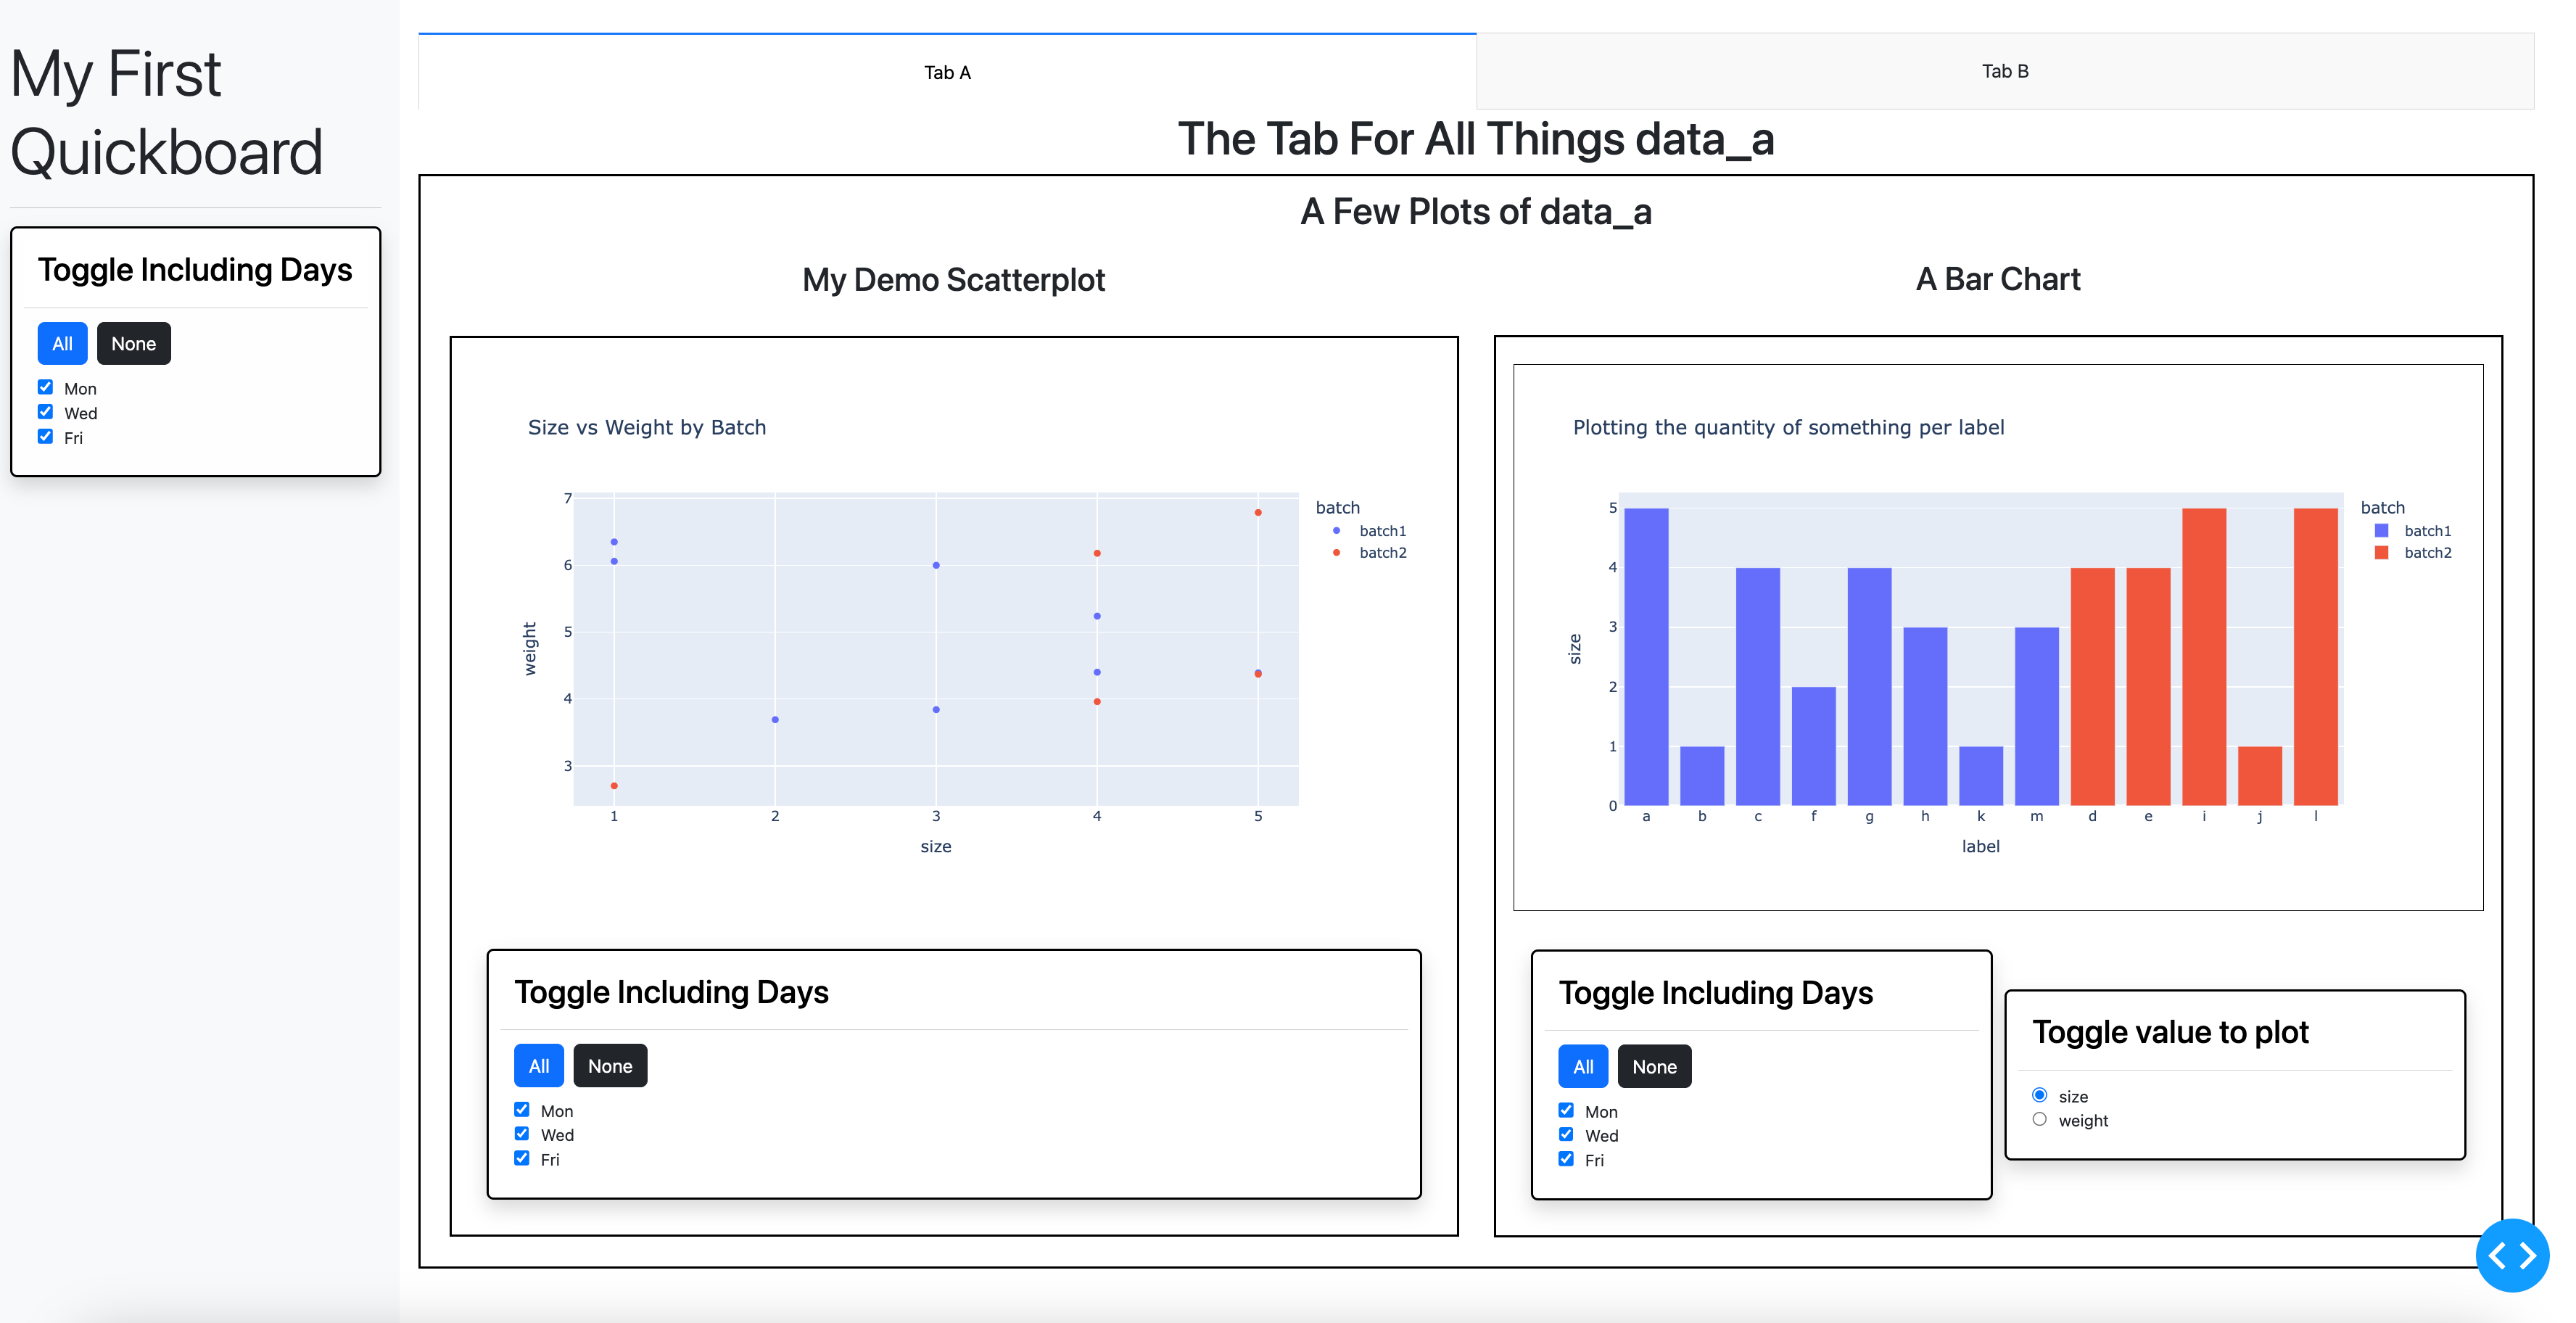 My First
Quickboard
Toggle Including Days
All None
Mon
Wed
Fri
Tab A
Tab B
The Tab For All Things data_a
A Few Plots of data_a
My Demo Scatterplot
Size vs Weight by Batch
7
6
5
4
3
weight
1 2 3 4 5
size
batch
batch1
batch2
Toggle Including Days
All None
Mon
Wed
Fri
A Bar Chart
Plotting the quantity of something per label
5
4
3
2
1
0
size
a b c f g h k m d e i j l
label
batch
batch1
batch2
Toggle Including Days
All None
Mon
Wed
Fri
Toggle value to plot
size
weight